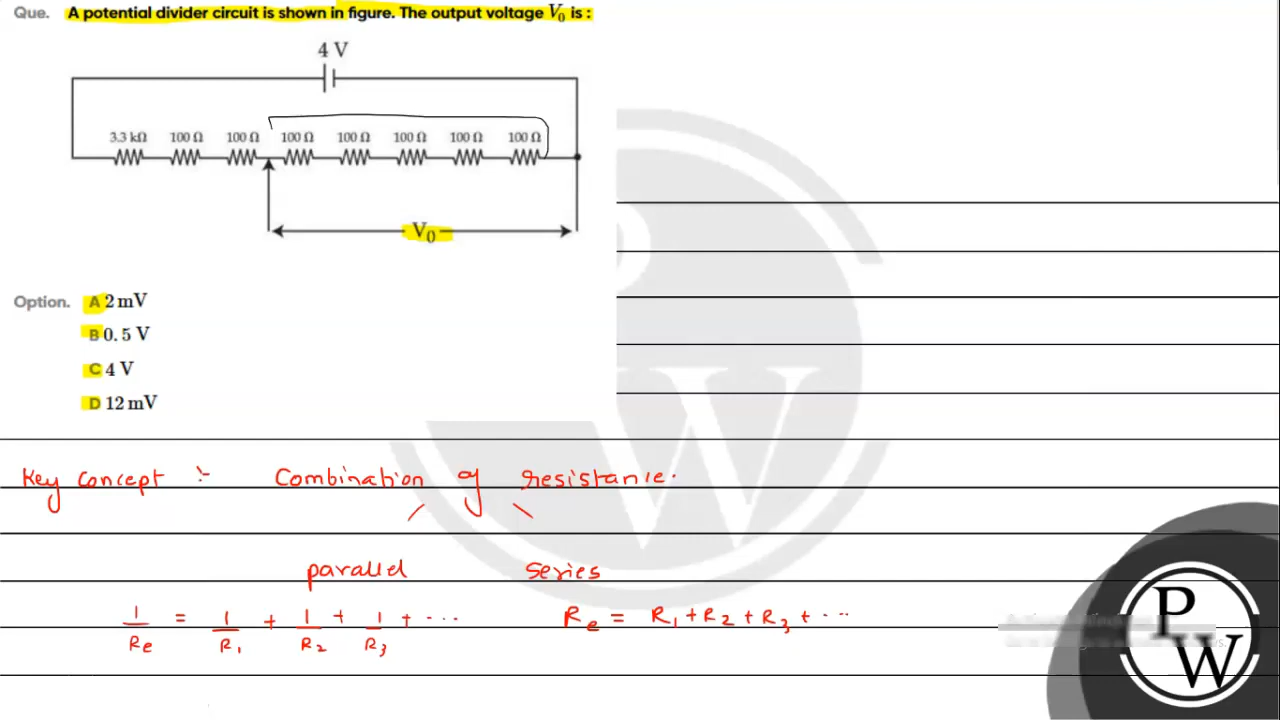 Que. A potential divider circuit is shown in figure. The output voltage V₀ is :
4 V
3.3 kΩ 100 Ω 100 Ω 100 Ω 100 Ω 100 Ω 100 Ω 100 Ω
V₀
Option. A 2 mV
B 0. 5 V
C 4 V
D 12 mV
Key concept :- Combination of resistance.
parallel series
1/Re = 1/R₁ + 1/R₂ + 1/R₃ + ··· Re = R₁ + R₂ + R₃ + ···
P W
P W